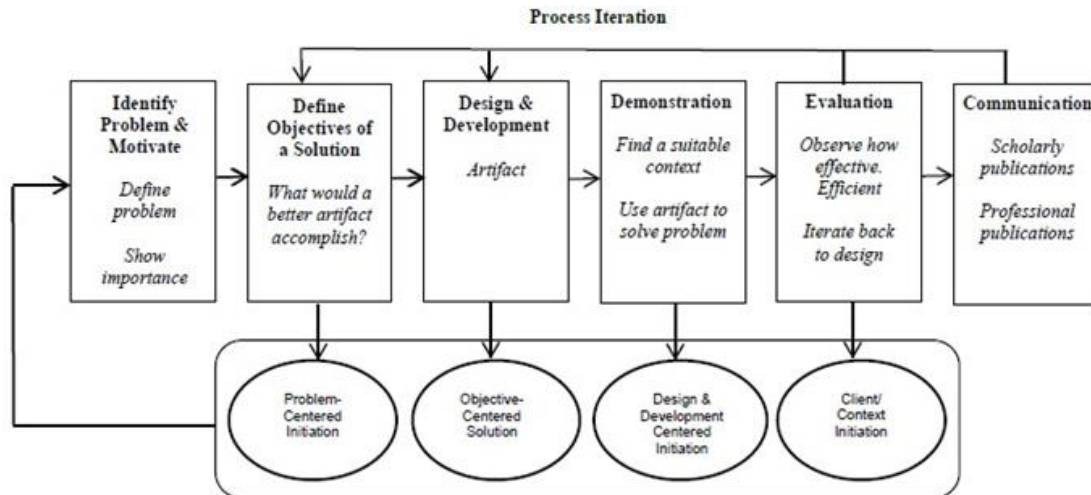 Process Iteration
Identify
Problem &
Motivate
Define
problem
Show
importance
Define
Objectives of
a Solution
What would a
better artifact
accomplish?
Design &
Development
Artifact
Demonstration
Find a suitable
context
Use artifact to
solve problem
Evaluation
Observe how
effective.
Efficient
Iterate back
to design
Communication
Scholarly
publications
Professional
publications
Problem-
Centered
Initiation
Objective-
Centered
Solution
Design &
Development
Centered
Initiation
Client/
Context
Initiation